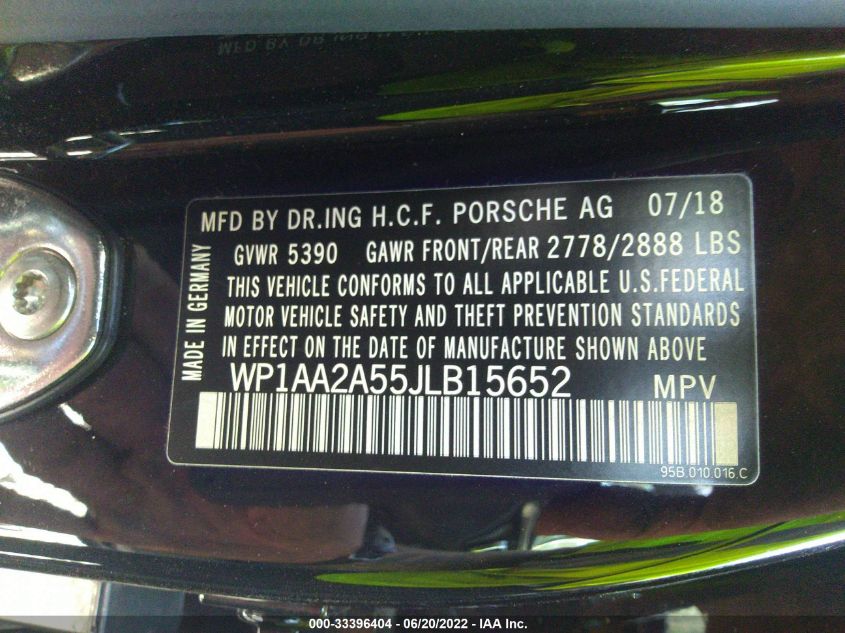 MFD BY DR.ING H.C.F. PORSCHE AG 07/18
GVWR 5390 GAWR FRONT/REAR 2778/2888 LBS
THIS VEHICLE CONFORMS TO ALL APPLICABLE U.S.FEDERAL
MOTOR VEHICLE SAFETY AND THEFT PREVENTION STANDARDS
IN EFFECT ON THE DATE OF MANUFACTURE SHOWN ABOVE
WP1AA2A55JLB15652 MPV
MADE IN GERMANY
95B.010.016.C
000-33396404 - 06/20/2022 - IAA Inc.